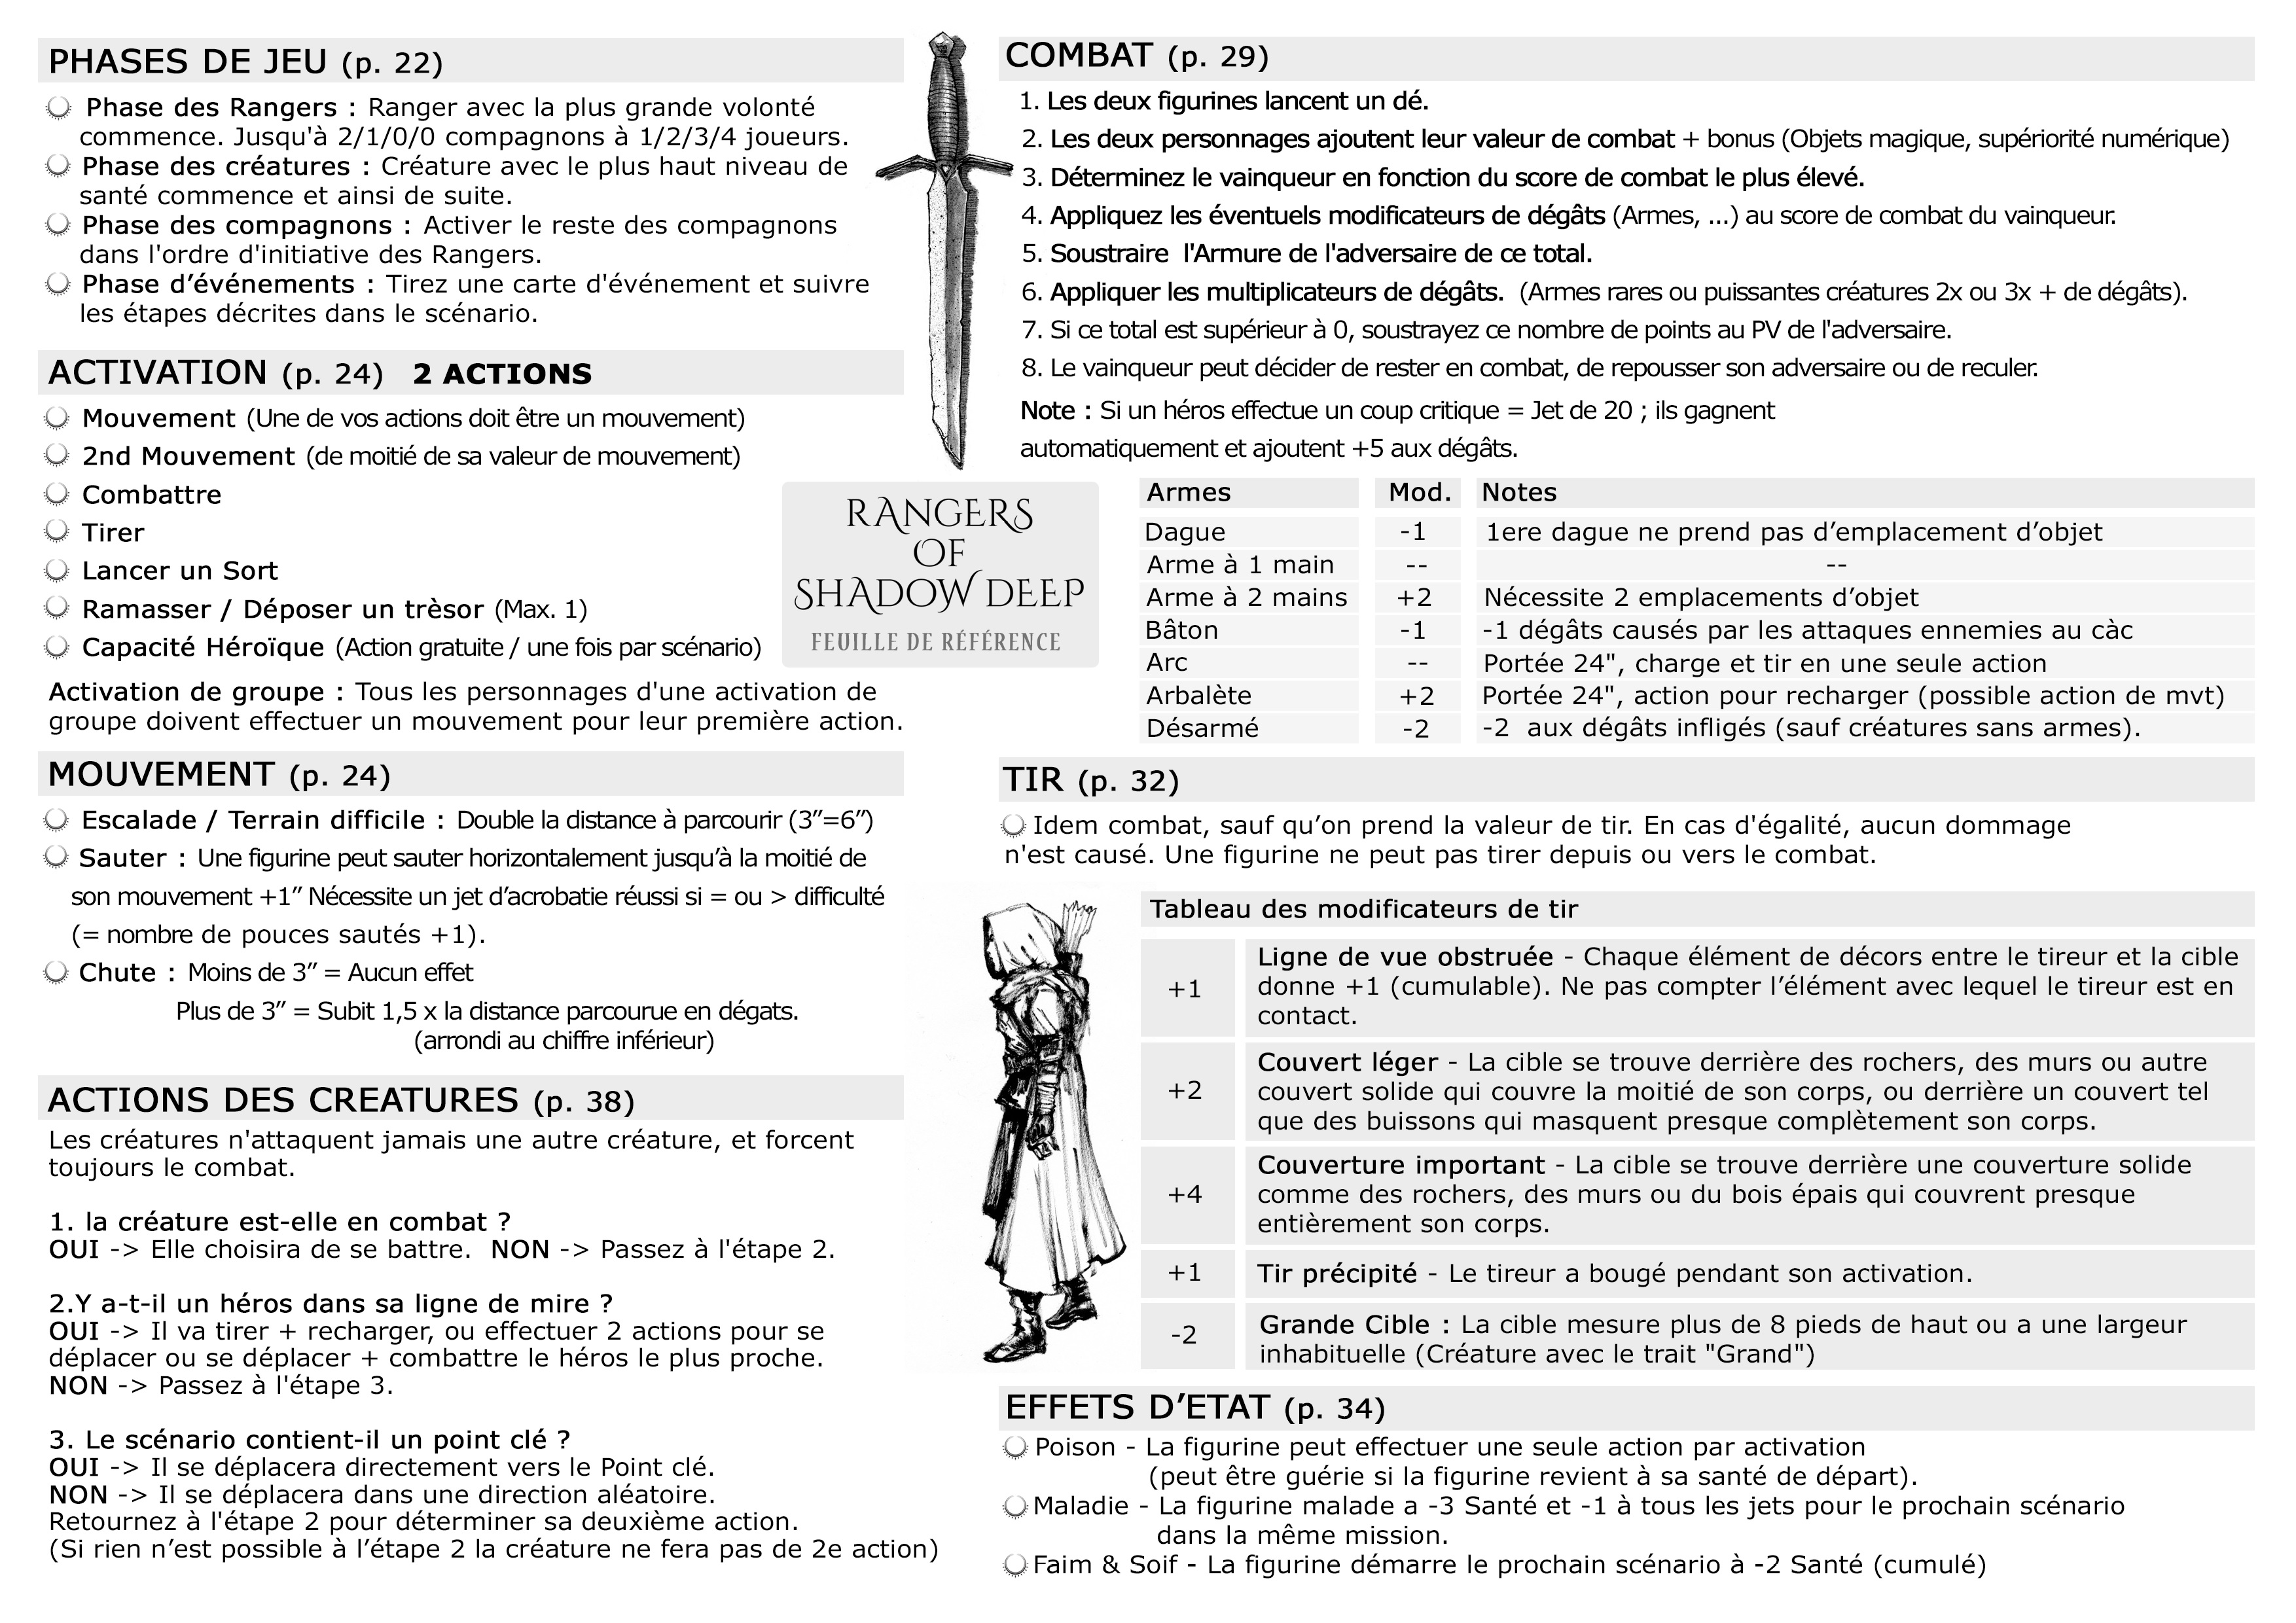 PHASES DE JEU (p. 22)
Phase des Rangers : Ranger avec la plus grande volonté
commence. Jusqu'à 2/1/0/0 compagnons à 1/2/3/4 joueurs.
Phase des créatures : Créature avec le plus haut niveau de
santé commence et ainsi de suite.
Phase des compagnons : Activer le reste des compagnons
dans l'ordre d'initiative des Rangers.
Phase d’événements : Tirez une carte d'événement et suivre
les étapes décrites dans le scénario.
ACTIVATION (p. 24) 2 ACTIONS
Mouvement (Une de vos actions doit être un mouvement)
2nd Mouvement (de moitié de sa valeur de mouvement)
Combattre
Tirer
Lancer un Sort
Ramasser / Déposer un trèsor (Max. 1)
Capacité Héroïque (Action gratuite / une fois par scénario)
Activation de groupe : Tous les personnages d'une activation de
groupe doivent effectuer un mouvement pour leur première action.
MOUVEMENT (p. 24)
Escalade / Terrain difficile : Double la distance à parcourir (3”=6”)
Sauter : Une figurine peut sauter horizontalement jusqu’à la moitié de
son mouvement +1” Nécessite un jet d’acrobatie réussi si = ou > difficulté
(= nombre de pouces sautés +1).
Chute : Moins de 3” = Aucun effet
Plus de 3” = Subit 1,5 x la distance parcourue en dégats.
(arrondi au chiffre inférieur)
ACTIONS DES CREATURES (p. 38)
Les créatures n'attaquent jamais une autre créature, et forcent
toujours le combat.
1. la créature est-elle en combat ?
OUI -> Elle choisira de se battre. NON -> Passez à l'étape 2.
2.Y a-t-il un héros dans sa ligne de mire ?
OUI -> Il va tirer + recharger, ou effectuer 2 actions pour se
déplacer ou se déplacer + combattre le héros le plus proche.
NON -> Passez à l'étape 3.
3. Le scénario contient-il un point clé ?
OUI -> Il se déplacera directement vers le Point clé.
NON -> Il se déplacera dans une direction aléatoire.
Retournez à l'étape 2 pour déterminer sa deuxième action.
(Si rien n’est possible à l’étape 2 la créature ne fera pas de 2e action)
RANGERS
OF
SHADOW DEEP
FEUILLE DE RÉFÉRENCE
COMBAT (p. 29)
1. Les deux figurines lancent un dé.
2. Les deux personnages ajoutent leur valeur de combat + bonus (Objets magique, supériorité numérique)
3. Déterminez le vainqueur en fonction du score de combat le plus élevé.
4. Appliquez les éventuels modificateurs de dégâts (Armes, ...) au score de combat du vainqueur.
5. Soustraire l'Armure de l'adversaire de ce total.
6. Appliquer les multiplicateurs de dégâts. (Armes rares ou puissantes créatures 2x ou 3x + de dégâts).
7. Si ce total est supérieur à 0, soustrayez ce nombre de points au PV de l'adversaire.
8. Le vainqueur peut décider de rester en combat, de repousser son adversaire ou de reculer.
Note : Si un héros effectue un coup critique = Jet de 20 ; ils gagnent
automatiquement et ajoutent +5 aux dégâts.
Armes Mod. Notes
Dague -1 1ere dague ne prend pas d’emplacement d’objet
Arme à 1 main -- --
Arme à 2 mains +2 Nécessite 2 emplacements d’objet
Bâton -1 -1 dégâts causés par les attaques ennemies au càc
Arc -- Portée 24", charge et tir en une seule action
Arbalète +2 Portée 24", action pour recharger (possible action de mvt)
Désarmé -2 -2 aux dégâts infligés (sauf créatures sans armes).
TIR (p. 32)
Idem combat, sauf qu’on prend la valeur de tir. En cas d'égalité, aucun dommage
n'est causé. Une figurine ne peut pas tirer depuis ou vers le combat.
Tableau des modificateurs de tir
+1 Ligne de vue obstruée - Chaque élément de décors entre le tireur et la cible
donne +1 (cumulable). Ne pas compter l’élément avec lequel le tireur est en
contact.
+2 Couvert léger - La cible se trouve derrière des rochers, des murs ou autre
couvert solide qui couvre la moitié de son corps, ou derrière un couvert tel
que des buissons qui masquent presque complètement son corps.
+4 Couverture important - La cible se trouve derrière une couverture solide
comme des rochers, des murs ou du bois épais qui couvrent presque
entièrement son corps.
+1 Tir précipité - Le tireur a bougé pendant son activation.
-2 Grande Cible : La cible mesure plus de 8 pieds de haut ou a une largeur
inhabituelle (Créature avec le trait "Grand")
EFFETS D’ETAT (p. 34)
Poison - La figurine peut effectuer une seule action par activation
(peut être guérie si la figurine revient à sa santé de départ).
Maladie - La figurine malade a -3 Santé et -1 à tous les jets pour le prochain scénario
dans la même mission.
Faim & Soif - La figurine démarre le prochain scénario à -2 Santé (cumulé)